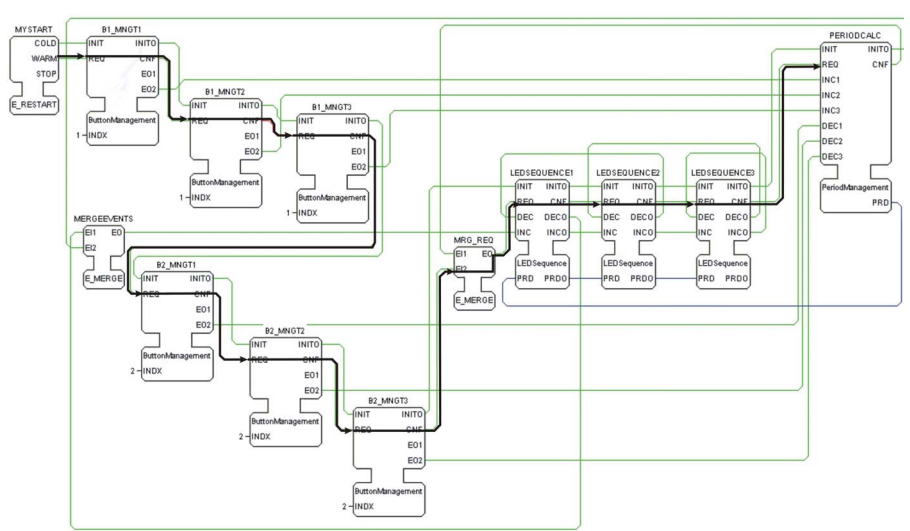 MYSTART
COLD
WARM
STOP
E_RESTART
B1_MNGT1
INIT INITO
REQ CNF
EO1
EO2
ButtonManagement
1 INDX
B1_MNGT2
INIT INITO
REQ CNF
EO1
EO2
ButtonManagement
1 INDX
B1_MNGT3
INIT INITO
REQ CNF
EO1
EO2
ButtonManagement
1 INDX
PERIODCALC
INIT INITO
REQ CNF
INC1
INC2
INC3
DEC1
DEC2
DEC3
PeriodManagement
PRD
LEDSEQUENCE1
INIT INITO
REQ CNF
DEC DECO
INC INCO
LEDSequence
PRD PRDO
LEDSEQUENCE2
INIT INITO
REQ CNF
DEC DECO
INC INCO
LEDSequence
PRD PRDO
LEDSEQUENCE3
INIT INITO
REQ CNF
DEC DECO
INC INCO
LEDSequence
PRD PRDO
MERGEEVENTS
EI1 EO
EI2
E_MERGE
MRG_REQ
EI1 EO
EI2
E_MERGE
B2_MNGT1
INIT INITO
REQ CNF
EO1
EO2
ButtonManagement
2 INDX
B2_MNGT2
INIT INITO
REQ CNF
EO1
EO2
ButtonManagement
2 INDX
B2_MNGT3
INIT INITO
REQ CNF
EO1
EO2
ButtonManagement
2 INDX